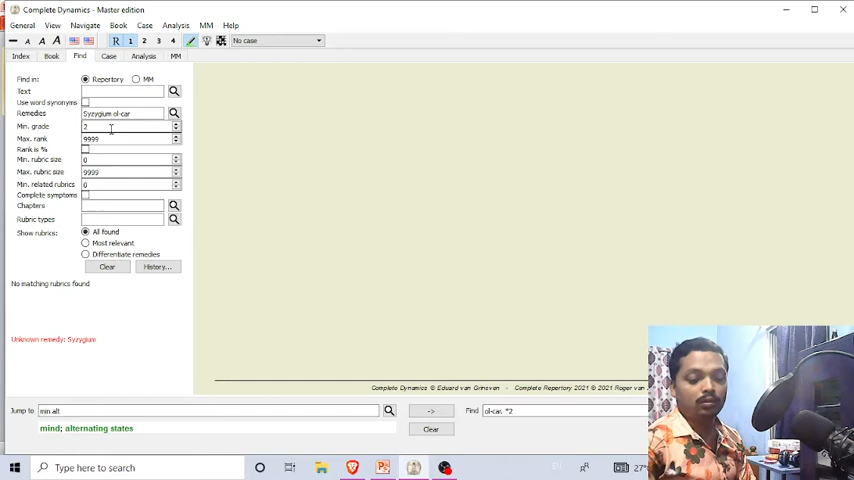 Complete Dynamics - Master edition
General View Navigate Book Case Analysis MM Help
A A A R 1 2 3 4 No case
Index Book Find Case Analysis MM
Find in: Repertory MM
Text
Use word synonyms
Remedies Syzygium ol-car
Min. grade 2
Max. rank 9999
Rank is %
Min. rubric size 0
Max. rubric size 9999
Min. related rubrics 0
Complete symptoms
Chapters
Rubric types
Show rubrics: All found
Most relevant
Differentiate remedies
Clear History...
No matching rubrics found
Unknown remedy: Syzygium
Complete Dynamics © Eduard van Grinsven - Complete Repertory 2021 © 2021 Roger van
Jump to min alt -> Find ol-car. *2
mind; alternating states Clear
Type here to search 27°